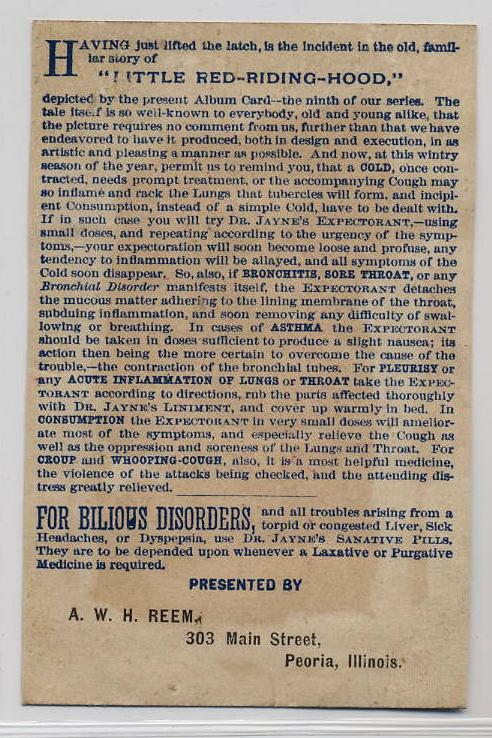 HAVING just lifted the latch, is the incident in the old, famil-
iar story of
"LITTLE RED-RIDING-HOOD,"
depicted by the present Album Card--the ninth of our series. The
tale itself is so well-known to everybody, old and young alike, that
the picture requires no comment from us, further than that we have
endeavored to have it produced, both in design and execution, in as
artistic and pleasing a manner as possible. And now, at this wintry
season of the year, permit us to remind you, that a COLD, once con-
tracted, needs prompt treatment, or the accompanying Cough may
so inflame and rack the Lungs that tubercles will form, and incipi-
ent Consumption, instead of a simple Cold, have to be dealt with.
If in such case you will try DR. JAYNE'S EXPECTORANT,—using
small doses, and repeating according to the urgency of the symp-
toms,—your expectoration will soon become loose and profuse, any
tendency to inflammation will be allayed, and all symptoms of the
Cold soon disappear. So, also, if BRONCHITIS, SORE THROAT, or any
Bronchial Disorder manifests itself, the EXPECTORANT detaches
the mucous matter adhering to the lining membrane of the throat,
subduing inflammation, and soon removing any difficulty of swal-
lowing or breathing. In cases of ASTHMA the EXPECTORANT
should be taken in doses sufficient to produce a slight nausea; its
action then being the more certain to overcome the cause of the
trouble,—the contraction of the bronchial tubes. For PLEURISY or
any ACUTE INFLAMMATION OF LUNGS or THROAT take the EXPEC-
TORANT according to directions, rub the parts affected thoroughly
with DR. JAYNE'S LINIMENT, and cover up warmly in bed. In
CONSUMPTION the EXPECTORANT in very small doses will amelior-
ate most of the symptoms, and especially relieve the Cough as
well as the oppression and soreness of the Lungs and Throat. For
CROUP and WHOOPING-COUGH, also, it is a most helpful medicine,
the violence of the attacks being checked, and the attending dis-
tress greatly relieved.
FOR BILIOUS DISORDERS, and all troubles arising from a
torpid or congested Liver, Sick
Headaches, or Dyspepsia, use DR. JAYNE'S SANATIVE PILLS.
They are to be depended upon whenever a Laxative or Purgative
Medicine is required.
PRESENTED BY
A. W. H. REEM,
303 Main Street,
Peoria, Illinois.